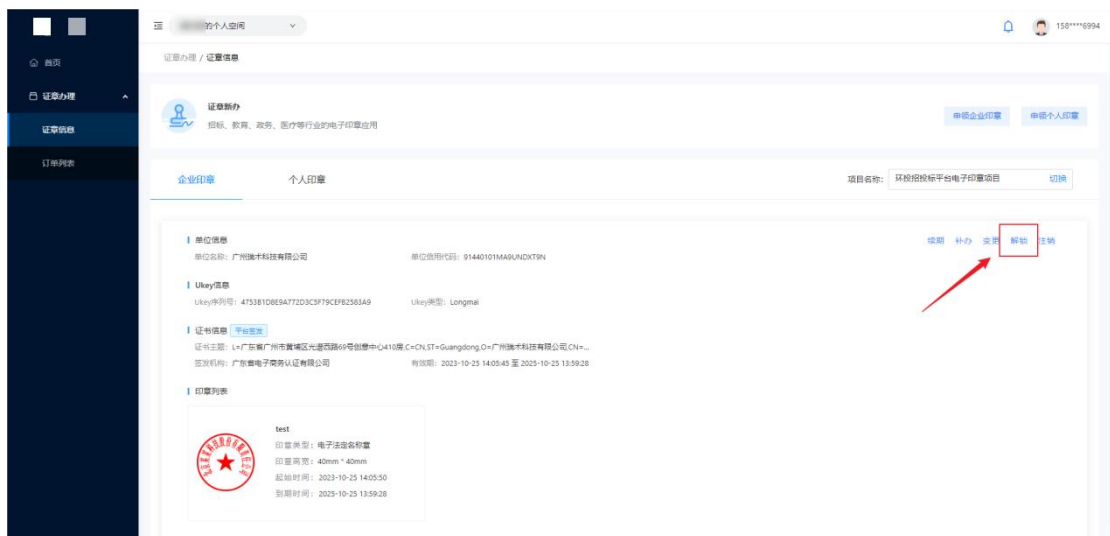 的个人空间
158****6994
首页
证章办理 / 证章信息
证章办理
证章新办
招标、教育、政务、医疗等行业的电子印章应用
申领企业印章 申领个人印章
证章信息
订单列表
企业印章 个人印章 项目名称: 环投招投标平台电子印章项目 切换
单位信息 续期 补办 变更 解锁 注销
单位名称: 广州瑞术科技有限公司 单位信用代码: 91440101MA9UNDXT9N
Ukey信息
Ukey序列号: 4753B1D8E9A772D3C5F79CEFB2583A9 Ukey类型: Longmai
证书信息 平台签发
证书主题: L=广东省广州市黄埔区光谱西路69号创意中心410房,C=CN,ST=Guangdong,O=广州瑞术科技有限公司,CN=...
签发机构: 广东省电子商务认证有限公司 有效期: 2023-10-25 14:05:45 至 2025-10-25 13:59:28
印章列表
test
印章类型: 电子法定名称章
印章高宽: 40mm * 40mm
起始时间: 2023-10-25 14:05:50
到期时间: 2025-10-25 13:59:28